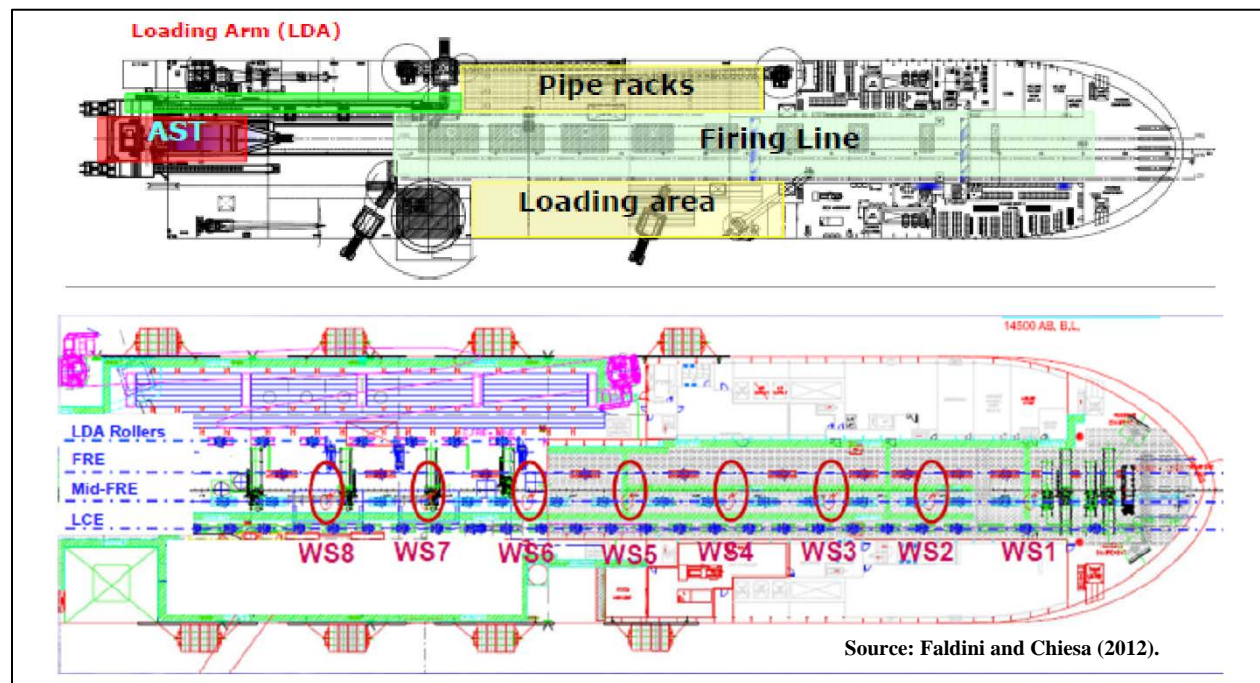 Loading Arm (LDA)
Pipe racks
AST
Firing Line
Loading area
14500 AB, B.L,
LDA Rollers
FRE
Mid-FRE
LCE
WS8 WS7 WS6 WS5 WS4 WS3 WS2 WS1
Source: Faldini and Chiesa (2012).